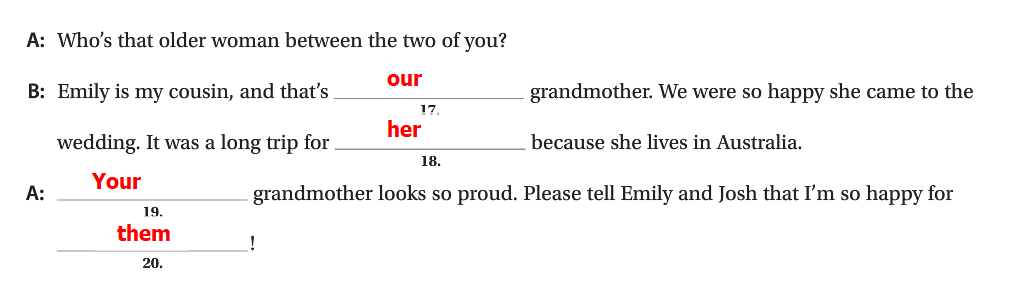 A: Who's that older woman between the two of you?
B: Emily is my cousin, and that's our grandmother. We were so happy she came to the
17.
wedding. It was a long trip for her because she lives in Australia.
18.
A: Your grandmother looks so proud. Please tell Emily and Josh that I'm so happy for
19.
them !
20.